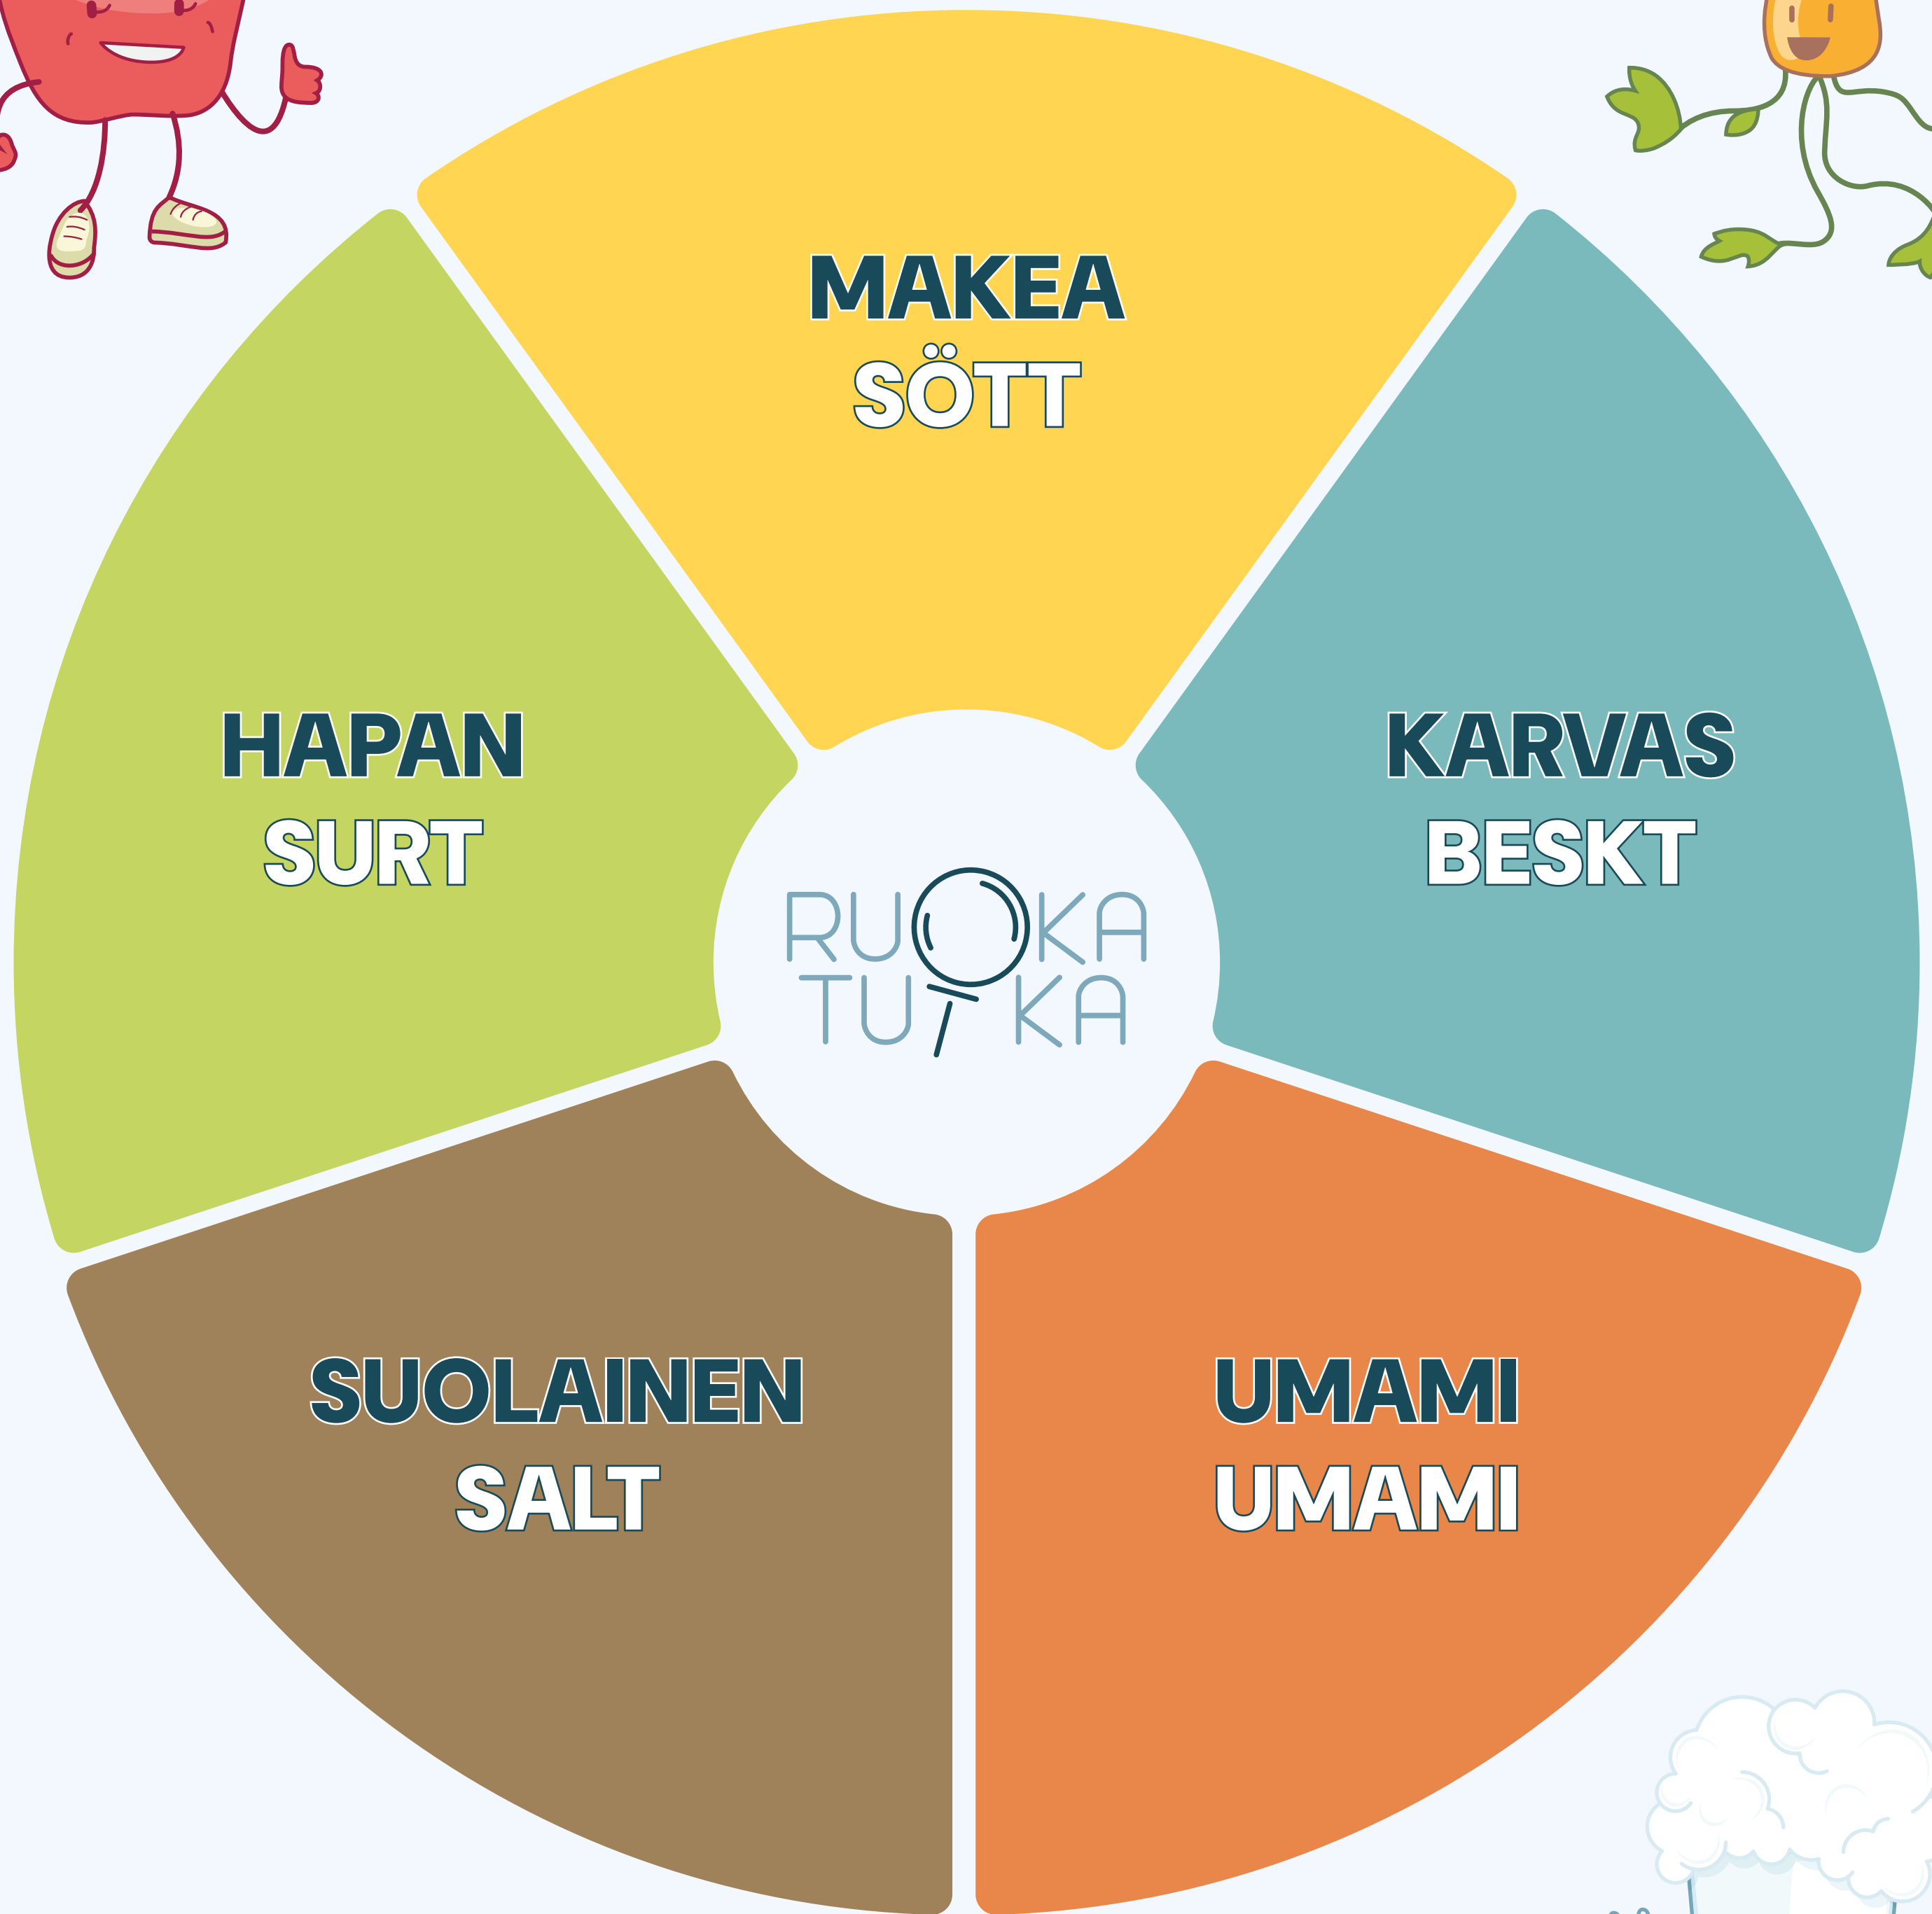 MAKEA
SÖTT
HAPAN
SURT
KARVAS
BESKT
RUOKA
TUTKA
SUOLAINEN
SALT
UMAMI
UMAMI